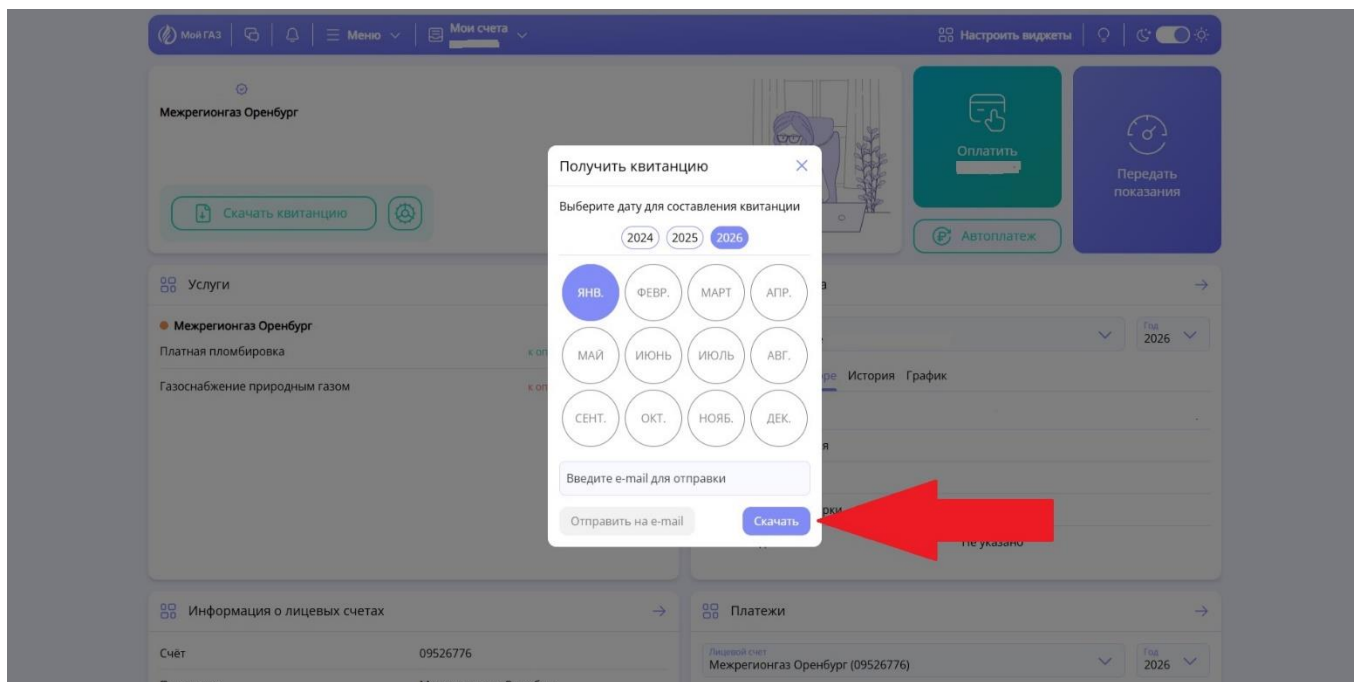 Мой ГАЗ
Меню
Мои счета
Настроить виджеты
Межрегионгаз Оренбург
Скачать квитанцию
Оплатить
Автоплатеж
Передать
показания
Получить квитанцию
Выберите дату для составления квитанции
2024 2025 2026
ЯНВ. ФЕВР. МАРТ АПР.
МАЙ ИЮНЬ ИЮЛЬ АВГ.
СЕНТ. ОКТ. НОЯБ. ДЕК.
Введите e-mail для отправки
Отправить на e-mail Скачать
Услуги
Межрегионгаз Оренбург
Платная пломбировка
Газоснабжение природным газом
Год
2026
История График
Не указано
Информация о лицевых счетах
Счёт 09526776
Платежи
Лицевой счет
Межрегионгаз Оренбург (09526776)
Год
2026